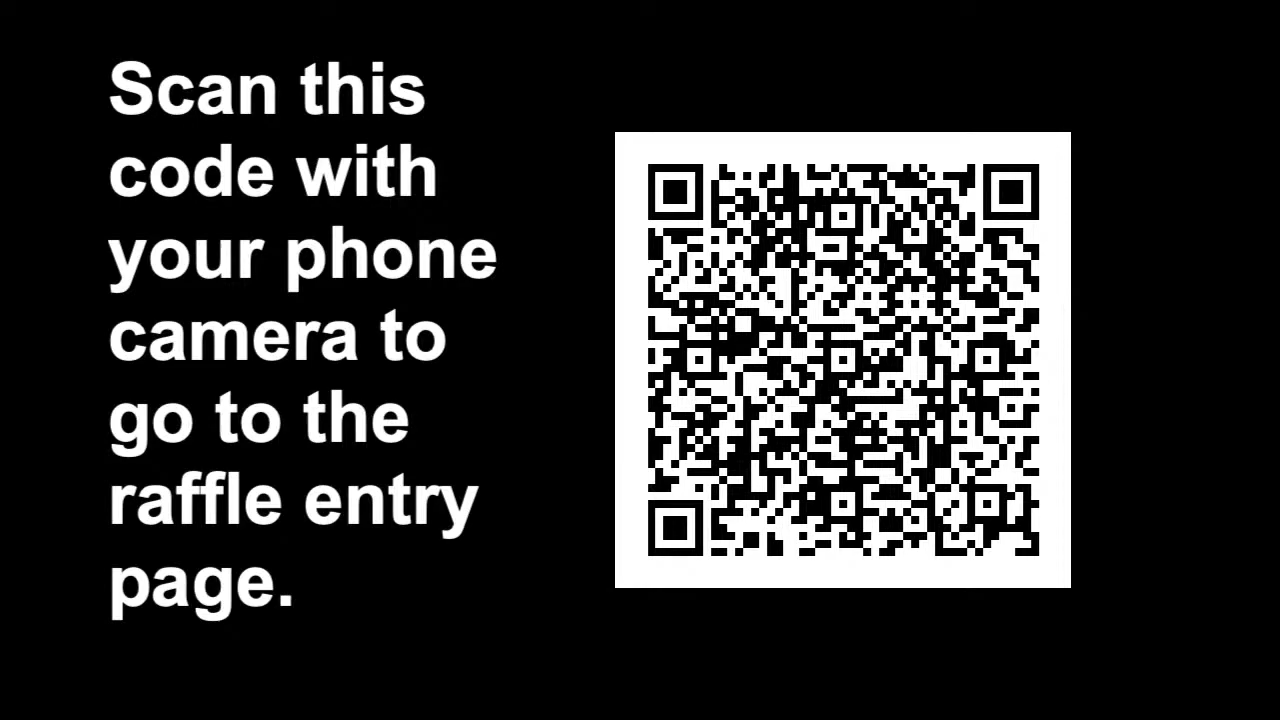 Scan this
code with
your phone
camera to
go to the
raffle entry
page.